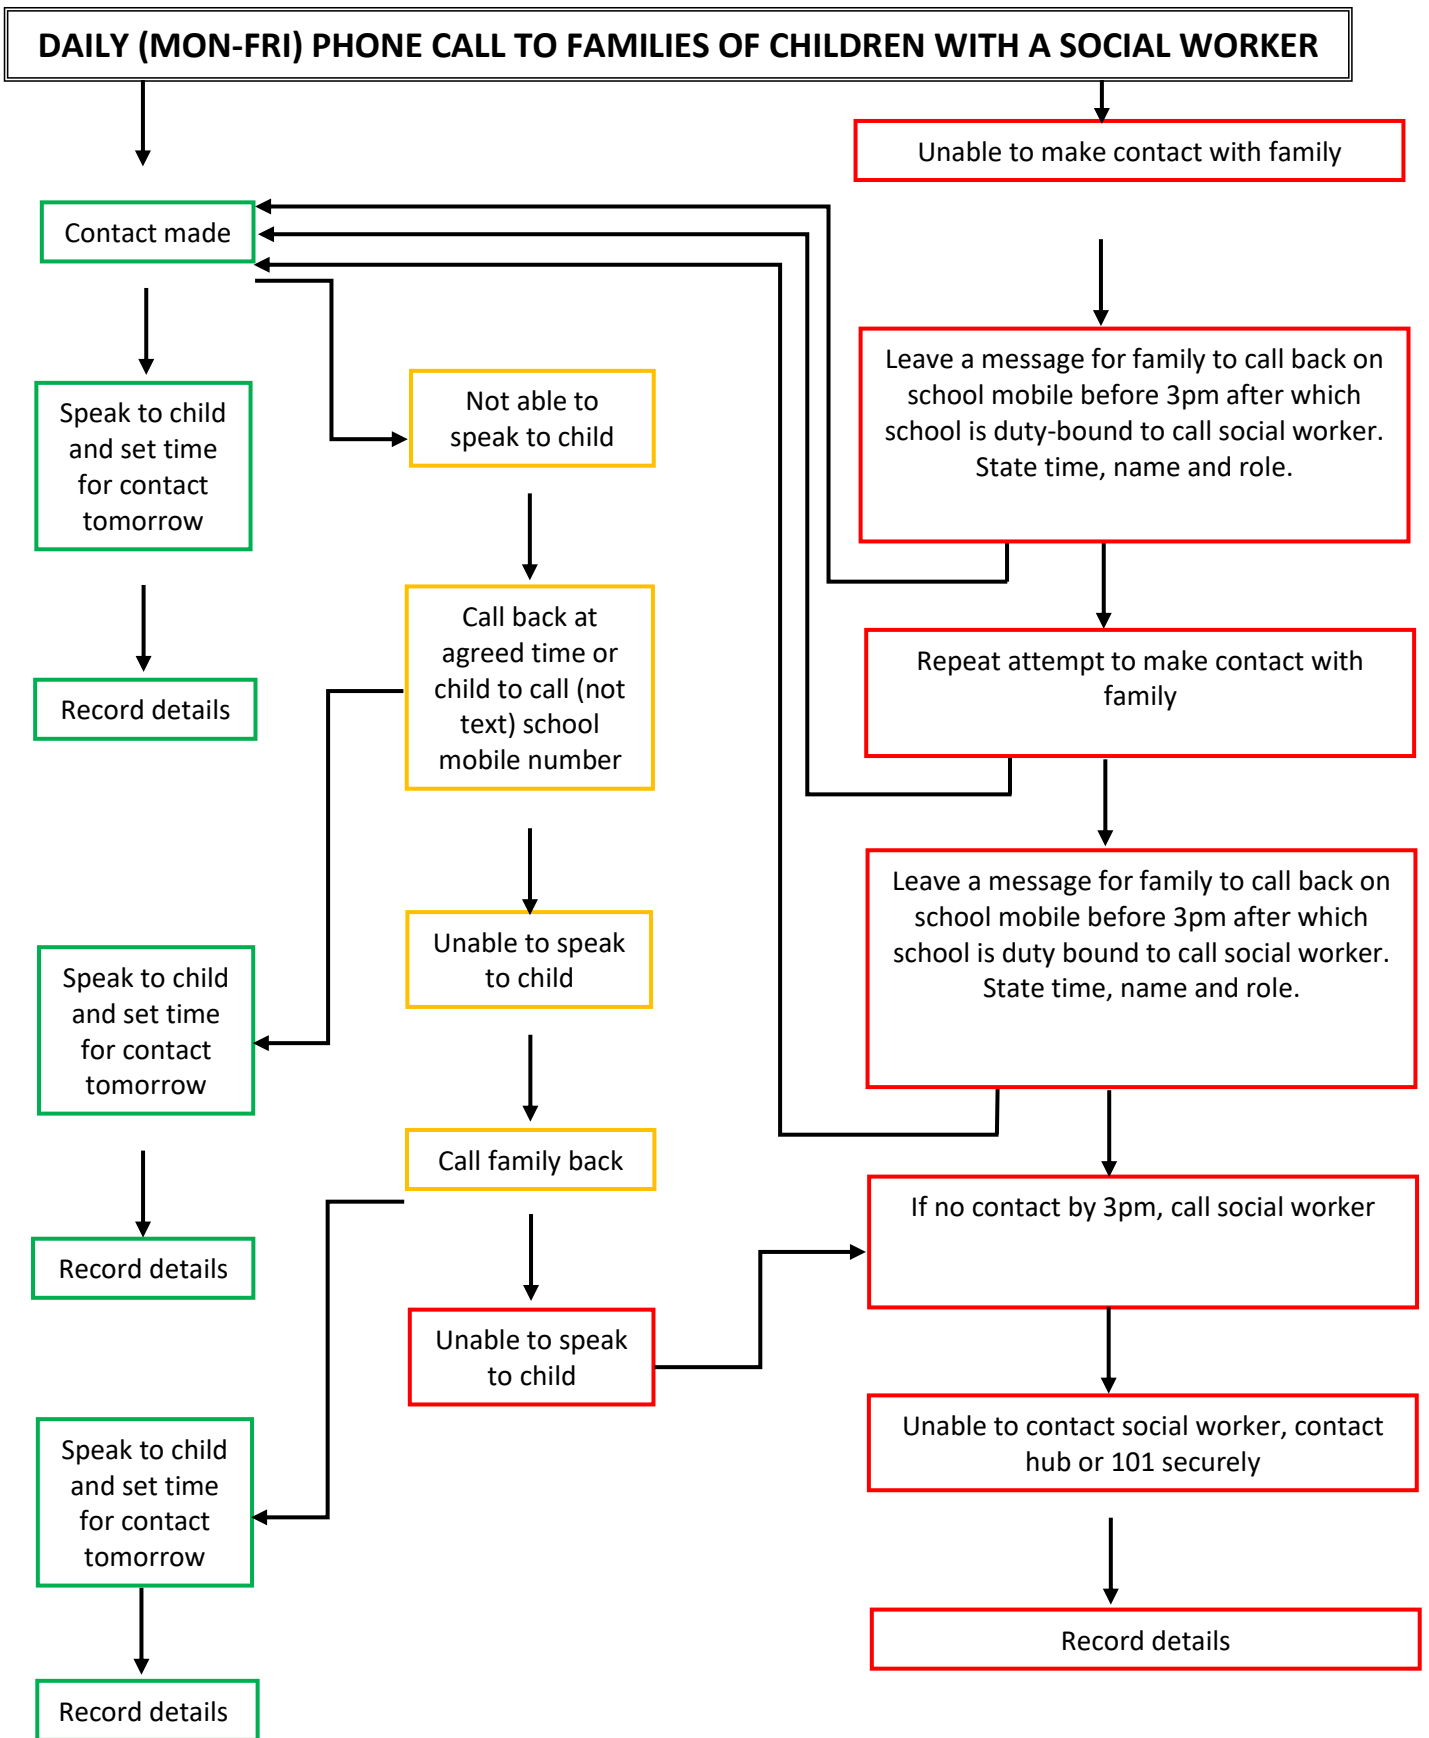 DAILY (MON-FRI) PHONE CALL TO FAMILIES OF CHILDREN WITH A SOCIAL WORKER
Contact made
Speak to child
and set time
for contact
tomorrow
Record details
Not able to
speak to child
Call back at
agreed time or
child to call (not
text) school
mobile number
Speak to child
and set time
for contact
tomorrow
Record details
Unable to speak
to child
Call family back
Speak to child
and set time
for contact
tomorrow
Record details
Unable to speak
to child
Unable to make contact with family
Leave a message for family to call back on
school mobile before 3pm after which
school is duty-bound to call social worker.
State time, name and role.
Repeat attempt to make contact with
family
Leave a message for family to call back on
school mobile before 3pm after which
school is duty bound to call social worker.
State time, name and role.
If no contact by 3pm, call social worker
Unable to contact social worker, contact
hub or 101 securely
Record details